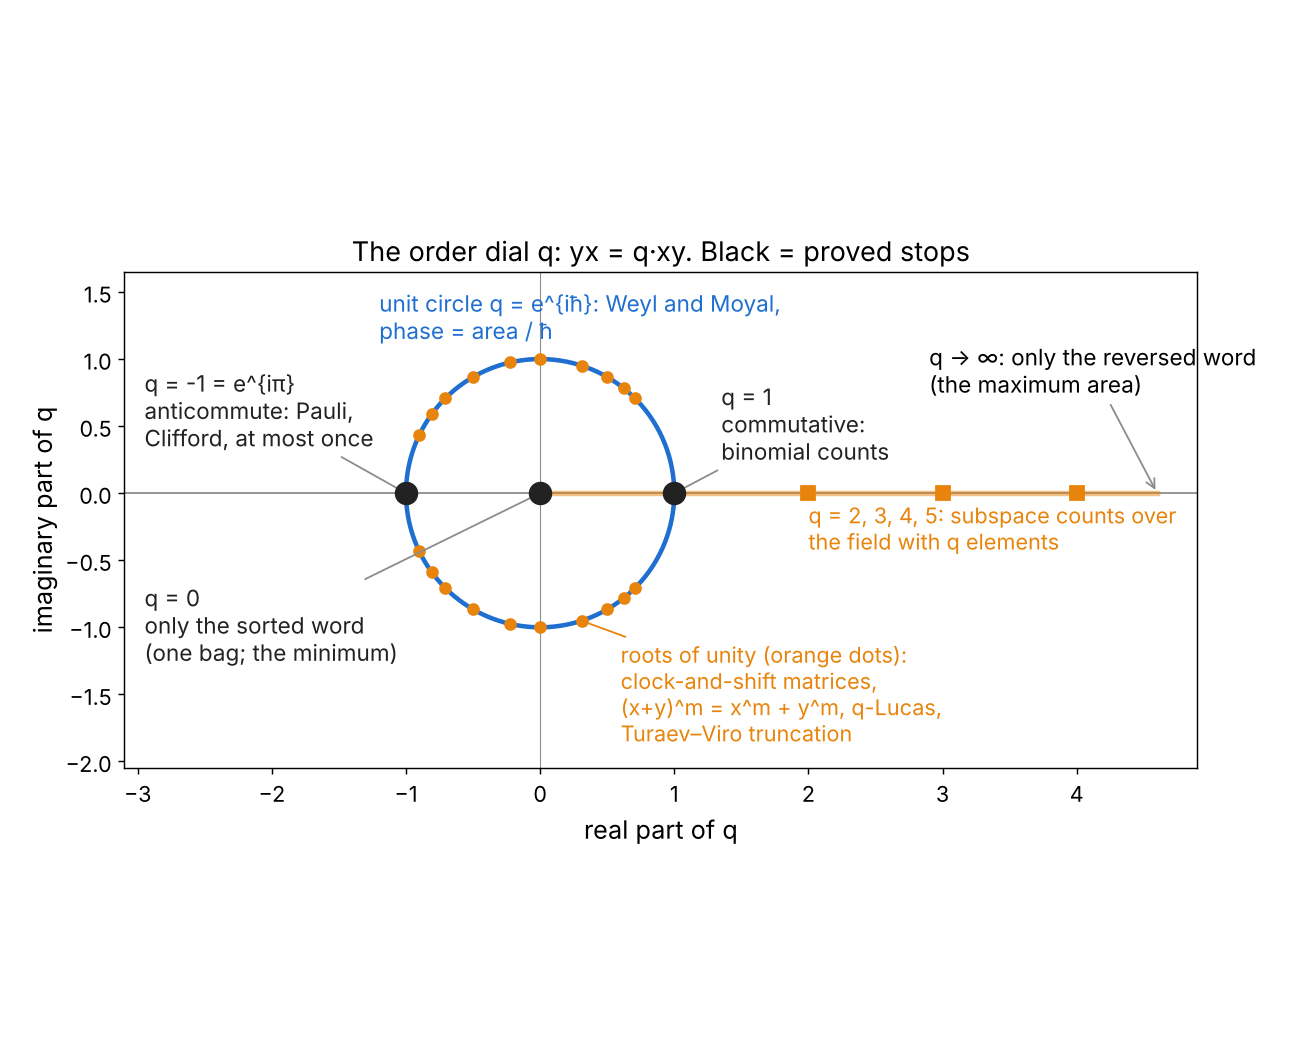 The order dial q: yx = q·xy. Black = proved stops
unit circle q = e^{iħ}: Weyl and Moyal,
phase = area / ħ
q → ∞: only the reversed word
(the maximum area)
q = -1 = e^{iπ}
anticommute: Pauli,
Clifford, at most once
q = 1
commutative:
binomial counts
q = 2, 3, 4, 5: subspace counts over
the field with q elements
q = 0
only the sorted word
(one bag; the minimum)
roots of unity (orange dots):
clock-and-shift matrices,
(x+y)^m = x^m + y^m, q-Lucas,
Turaev–Viro truncation
imaginary part of q
1.5
1.0
0.5
0.0
−0.5
−1.0
−1.5
−2.0
−3 −2 −1 0 1 2 3 4
real part of q